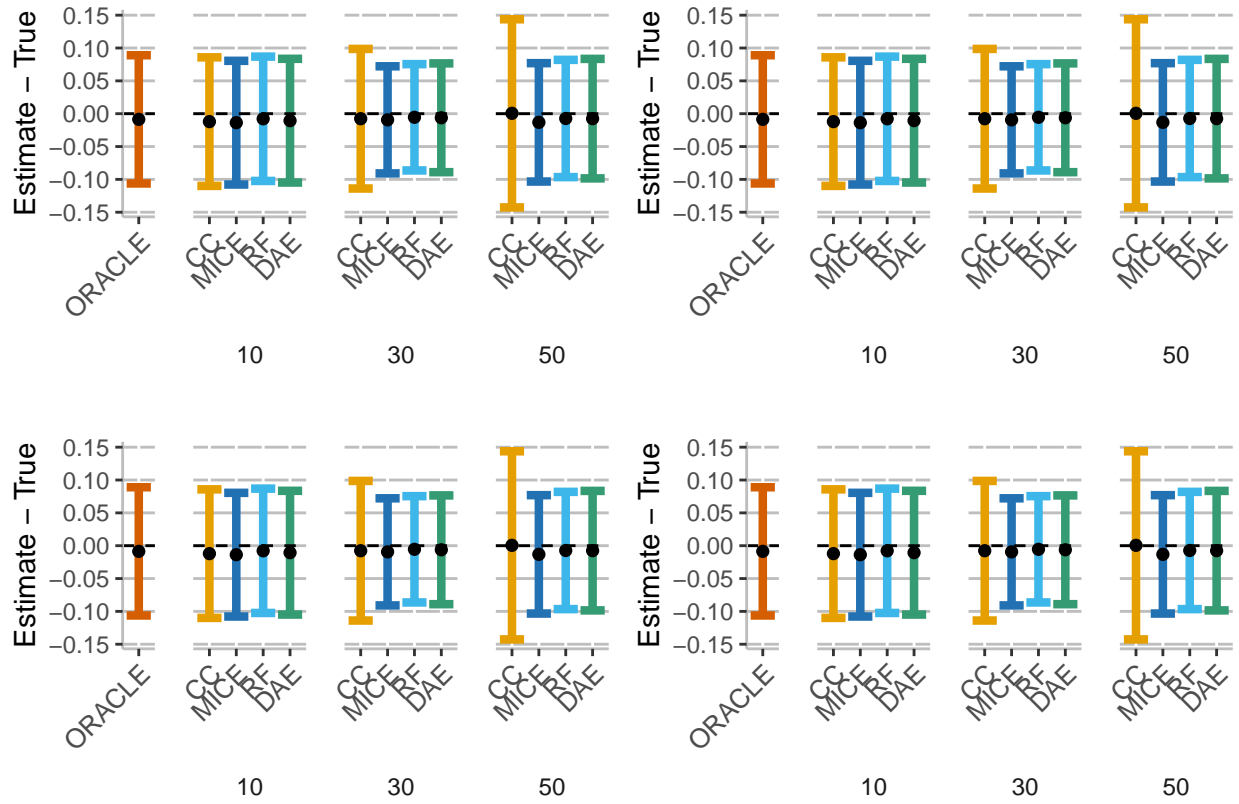 Estimate − True
0.15
0.10
0.05
0.00
−0.05
−0.10
−0.15
ORACLE
CC
MICE
RF
DAE
CC
MICE
RF
DAE
CC
MICE
RF
DAE
10
30
50
Estimate − True
0.15
0.10
0.05
0.00
−0.05
−0.10
−0.15
ORACLE
CC
MICE
RF
DAE
CC
MICE
RF
DAE
CC
MICE
RF
DAE
10
30
50
Estimate − True
0.15
0.10
0.05
0.00
−0.05
−0.10
−0.15
ORACLE
CC
MICE
RF
DAE
CC
MICE
RF
DAE
CC
MICE
RF
DAE
10
30
50
Estimate − True
0.15
0.10
0.05
0.00
−0.05
−0.10
−0.15
ORACLE
CC
MICE
RF
DAE
CC
MICE
RF
DAE
CC
MICE
RF
DAE
10
30
50